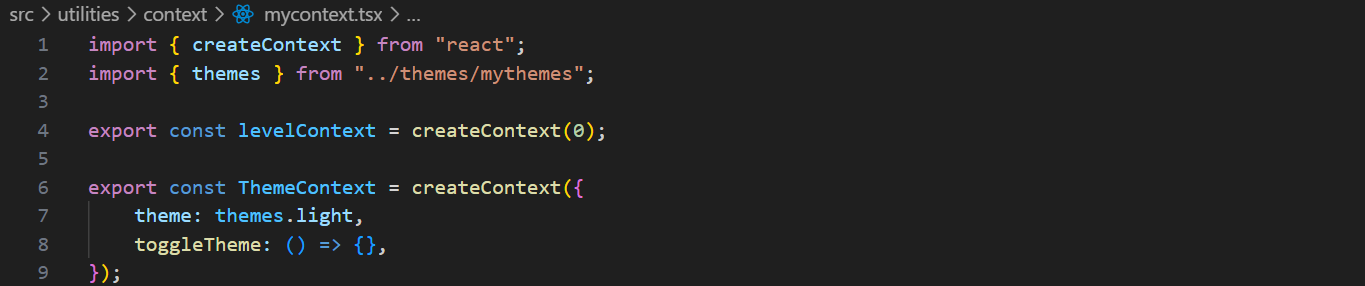 src > utilities > context > mycontext.tsx > ...
1 import { createContext } from "react";
2 import { themes } from "../themes/mythemes";
3
4 export const levelContext = createContext(0);
5
6 export const ThemeContext = createContext({
7     theme: themes.light,
8     toggleTheme: () => {},
9 });